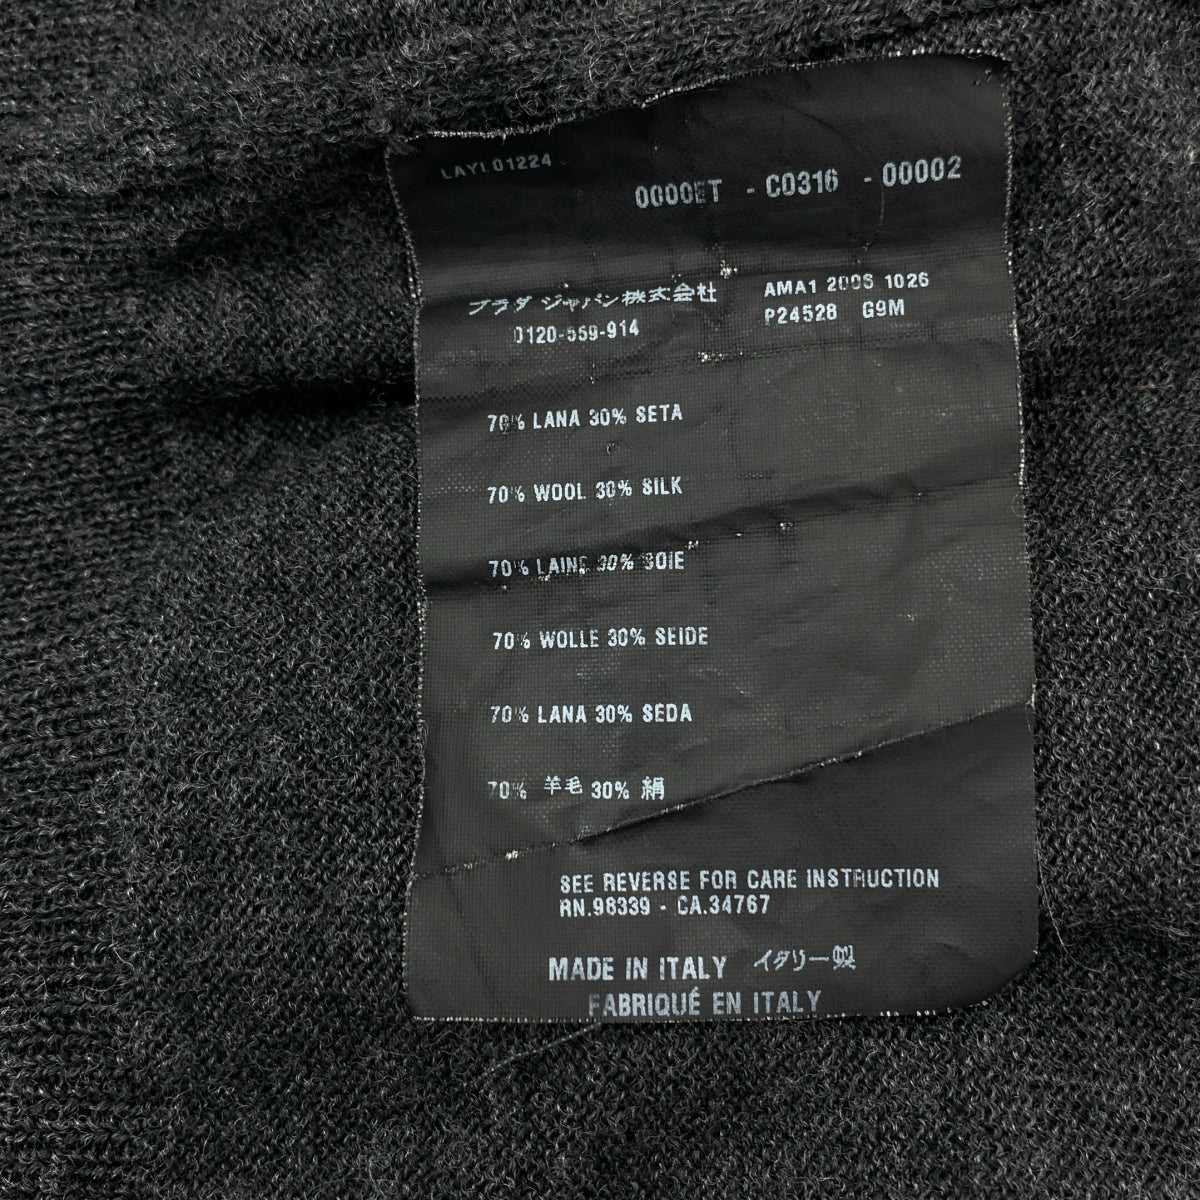 LAYI.01224
0000ET - C0316 - 00002
プラダ ジャパン株式会社
0120-559-914
AMA1 2006 1026
P24528 G9M
70% LANA 30% SETA
70% WOOL 30% SILK
70% LAINE 30% SOIE
70% WOLLE 30% SEIDE
70% LANA 30% SEDA
70% 羊毛 30% 絹
SEE REVERSE FOR CARE INSTRUCTION
RN.98339 - CA.34767
MADE IN ITALY イタリー製
FABRIQUÉ EN ITALY